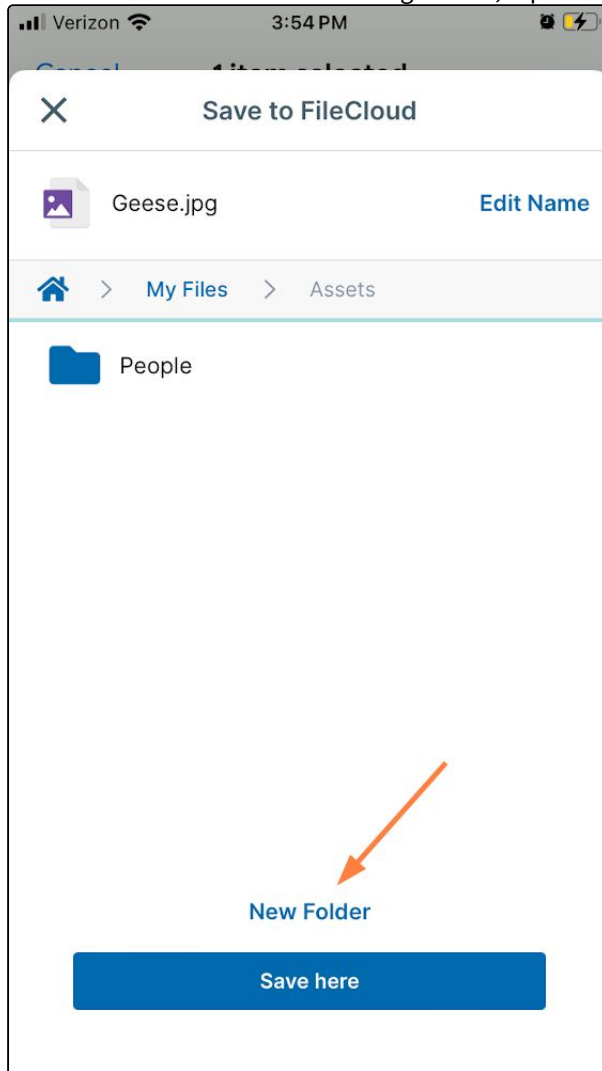 Verizon 3:54 PM
Save to FileCloud
Geese.jpg Edit Name
> My Files > Assets
People
New Folder
Save here